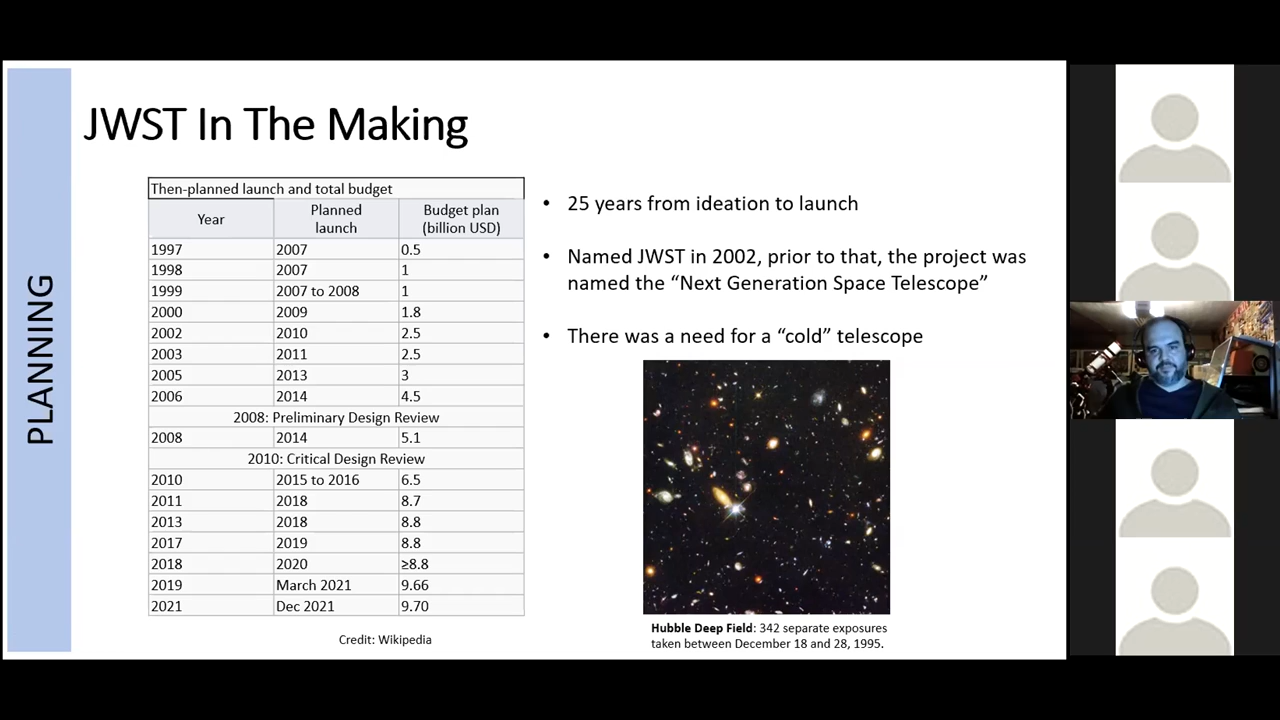 PLANNING
JWST In The Making
Then-planned launch and total budget
Year Planned launch Budget plan (billion USD)
1997 2007 0.5
1998 2007 1
1999 2007 to 2008 1
2000 2009 1.8
2002 2010 2.5
2003 2011 2.5
2005 2013 3
2006 2014 4.5
2008: Preliminary Design Review
2008 2014 5.1
2010: Critical Design Review
2010 2015 to 2016 6.5
2011 2018 8.7
2013 2018 8.8
2017 2019 8.8
2018 2020 ≥8.8
2019 March 2021 9.66
2021 Dec 2021 9.70
Credit: Wikipedia
• 25 years from ideation to launch
• Named JWST in 2002, prior to that, the project was
named the “Next Generation Space Telescope”
• There was a need for a “cold” telescope
Hubble Deep Field: 342 separate exposures
taken between December 18 and 28, 1995.